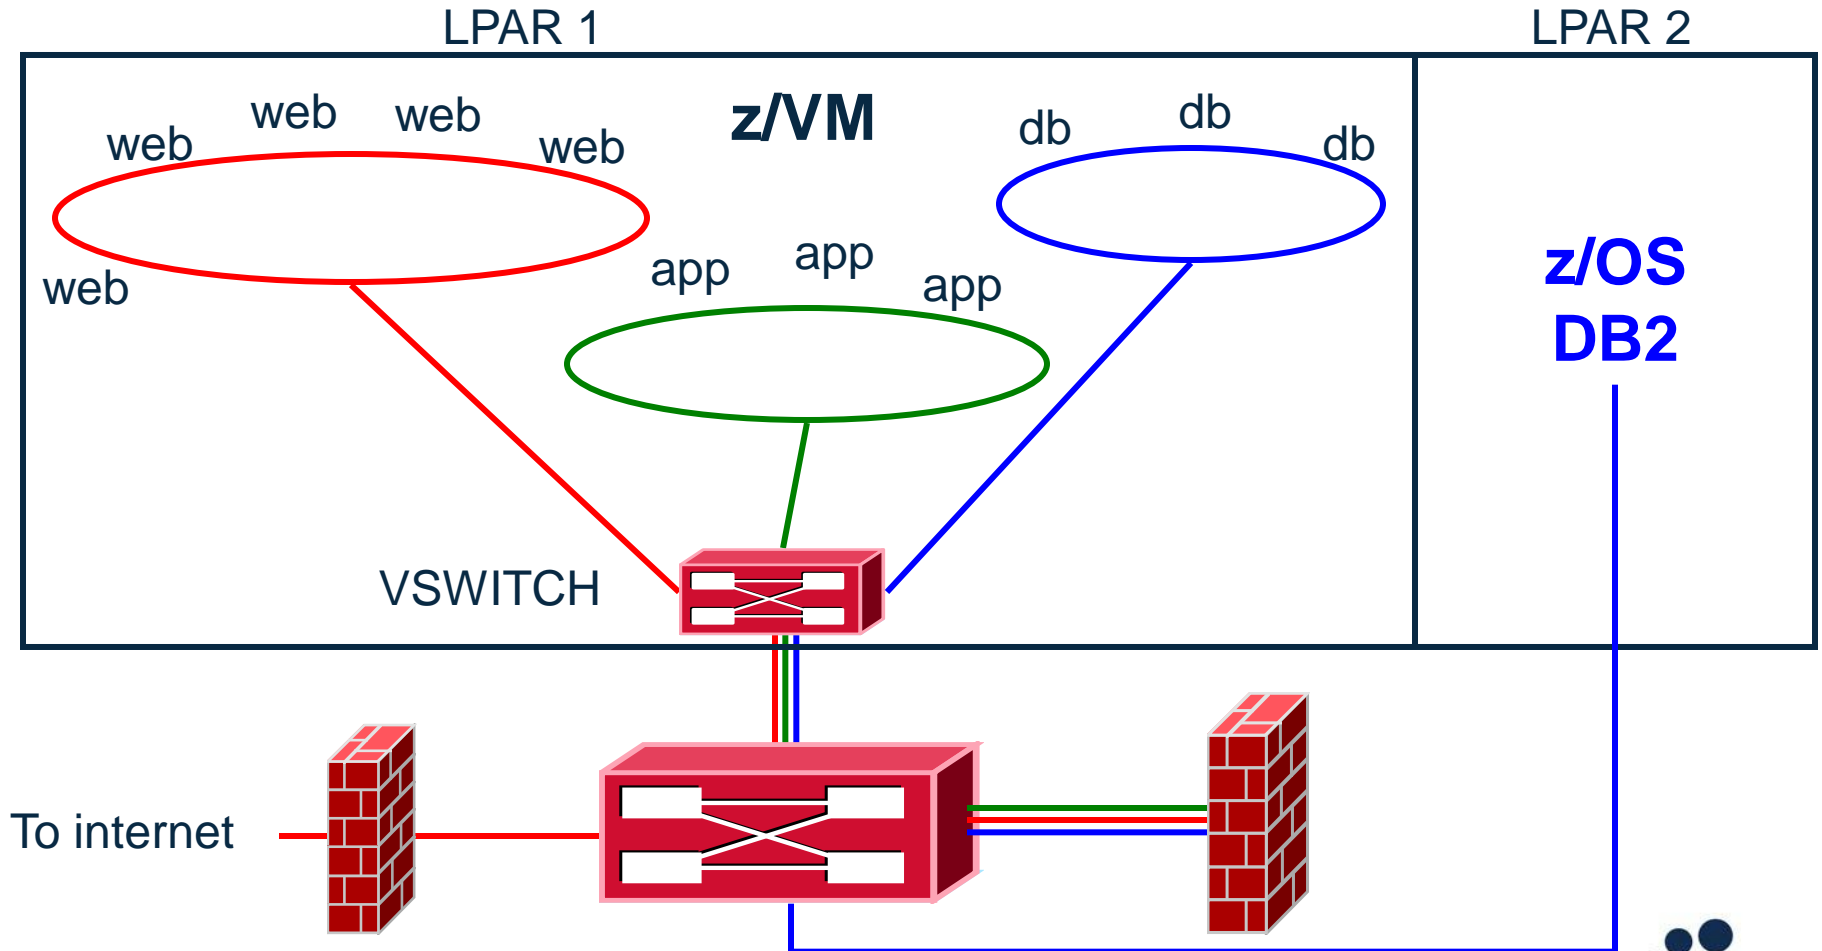 LPAR 1
LPAR 2
web
web
web
web
web
z/VM
db
db
db
app
app
app
z/OS
DB2
VSWITCH
To internet